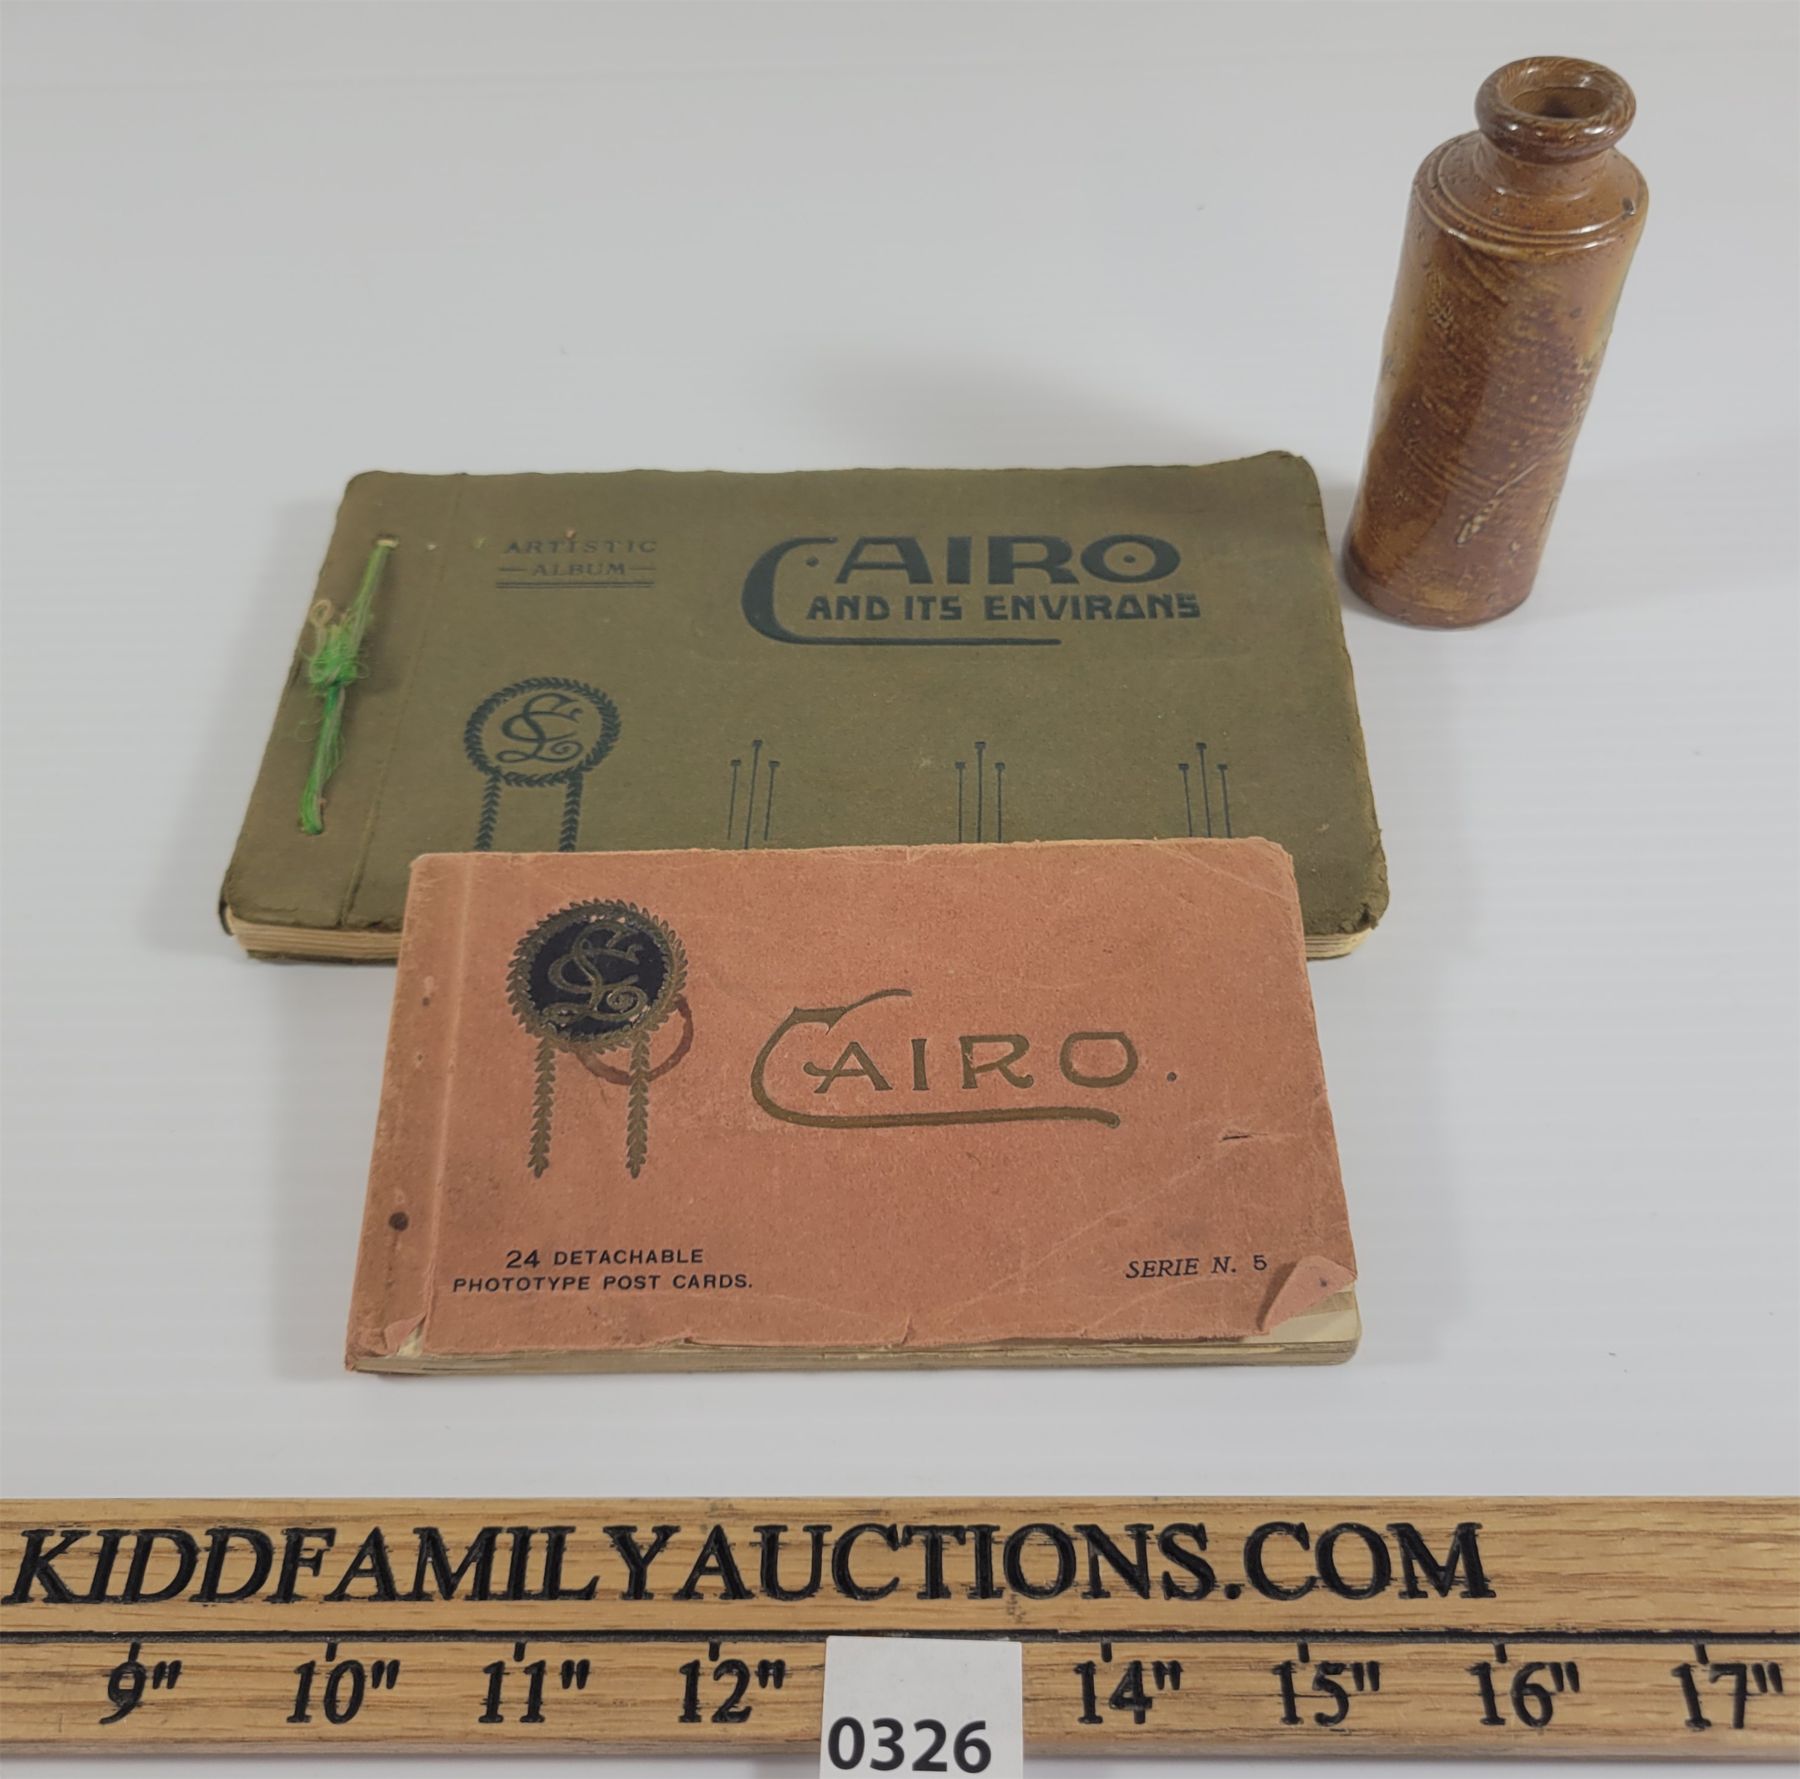 ARTISTIC
ALBUM
CAIRO
AND ITS ENVIRONS
CAIRO.
24 DETACHABLE
PHOTOTYPE POST CARDS.
SERIE N. 5
KIDDFAMILYAUCTIONS.COM
9" 10" 11" 12" 14" 15" 16" 17"
0326